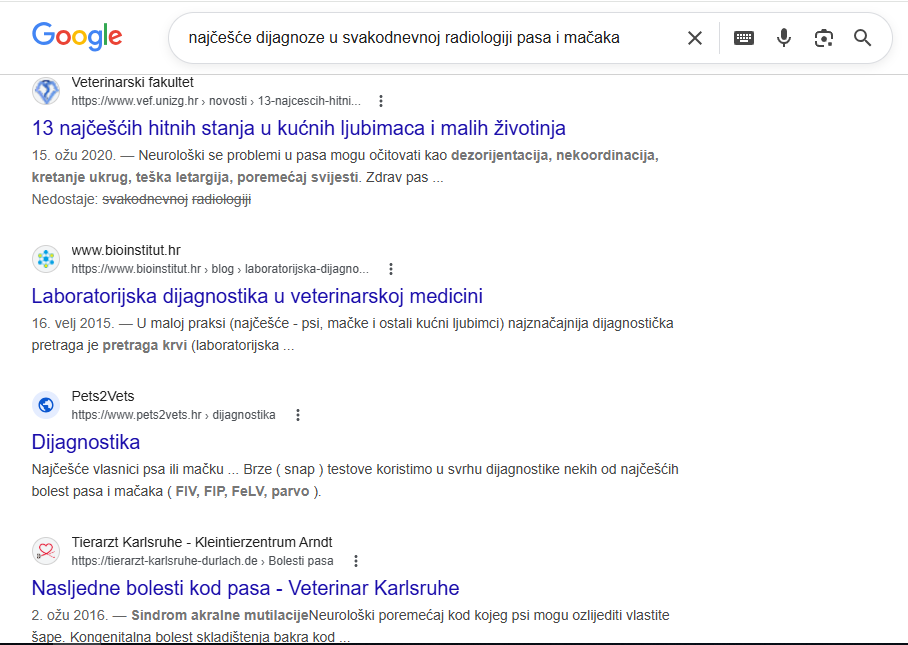 Google
najčešće dijagnoze u svakodnevnoj radiologiji pasa i mačaka
Veterinarski fakultet
https://www.vef.unizg.hr › novosti › 13-najcescih-hitni...
13 najčešćih hitnih stanja u kućnih ljubimaca i malih životinja
15. ožu 2020. — Neurološki se problemi u pasa mogu očitovati kao dezorijentacija, nekoordinacija,
kretanje ukrug, teška letargija, poremećaj svijesti. Zdrav pas ...
Nedostaje: svakodnevnoj radiologiji
www.bioinstitut.hr
https://www.bioinstitut.hr › blog › laboratorijska-dijagno...
Laboratorijska dijagnostika u veterinarskoj medicini
16. velj 2015. — U maloj praksi (najčešće - psi, mačke i ostali kućni ljubimci) najznačajnija dijagnostička
pretraga je pretraga krvi (laboratorijska ...
Pets2Vets
https://www.pets2vets.hr › dijagnostika
Dijagnostika
Najčešće vlasnici psa ili mačku ... Brze ( snap ) testove koristimo u svrhu dijagnostike nekih od najčešćih
bolest pasa i mačaka ( FIV, FIP, FeLV, parvo ).
Tierarzt Karlsruhe - Kleintierzentrum Arndt
https://tierarzt-karlsruhe-durlach.de › Bolesti pasa
Nasljedne bolesti kod pasa - Veterinar Karlsruhe
2. ožu 2016. — Sindrom akralne mutilacijeNeurološki poremećaj kod kojeg psi mogu ozlijediti vlastite
šape. Kongenitalna bolest skladištenja bakra kod ...